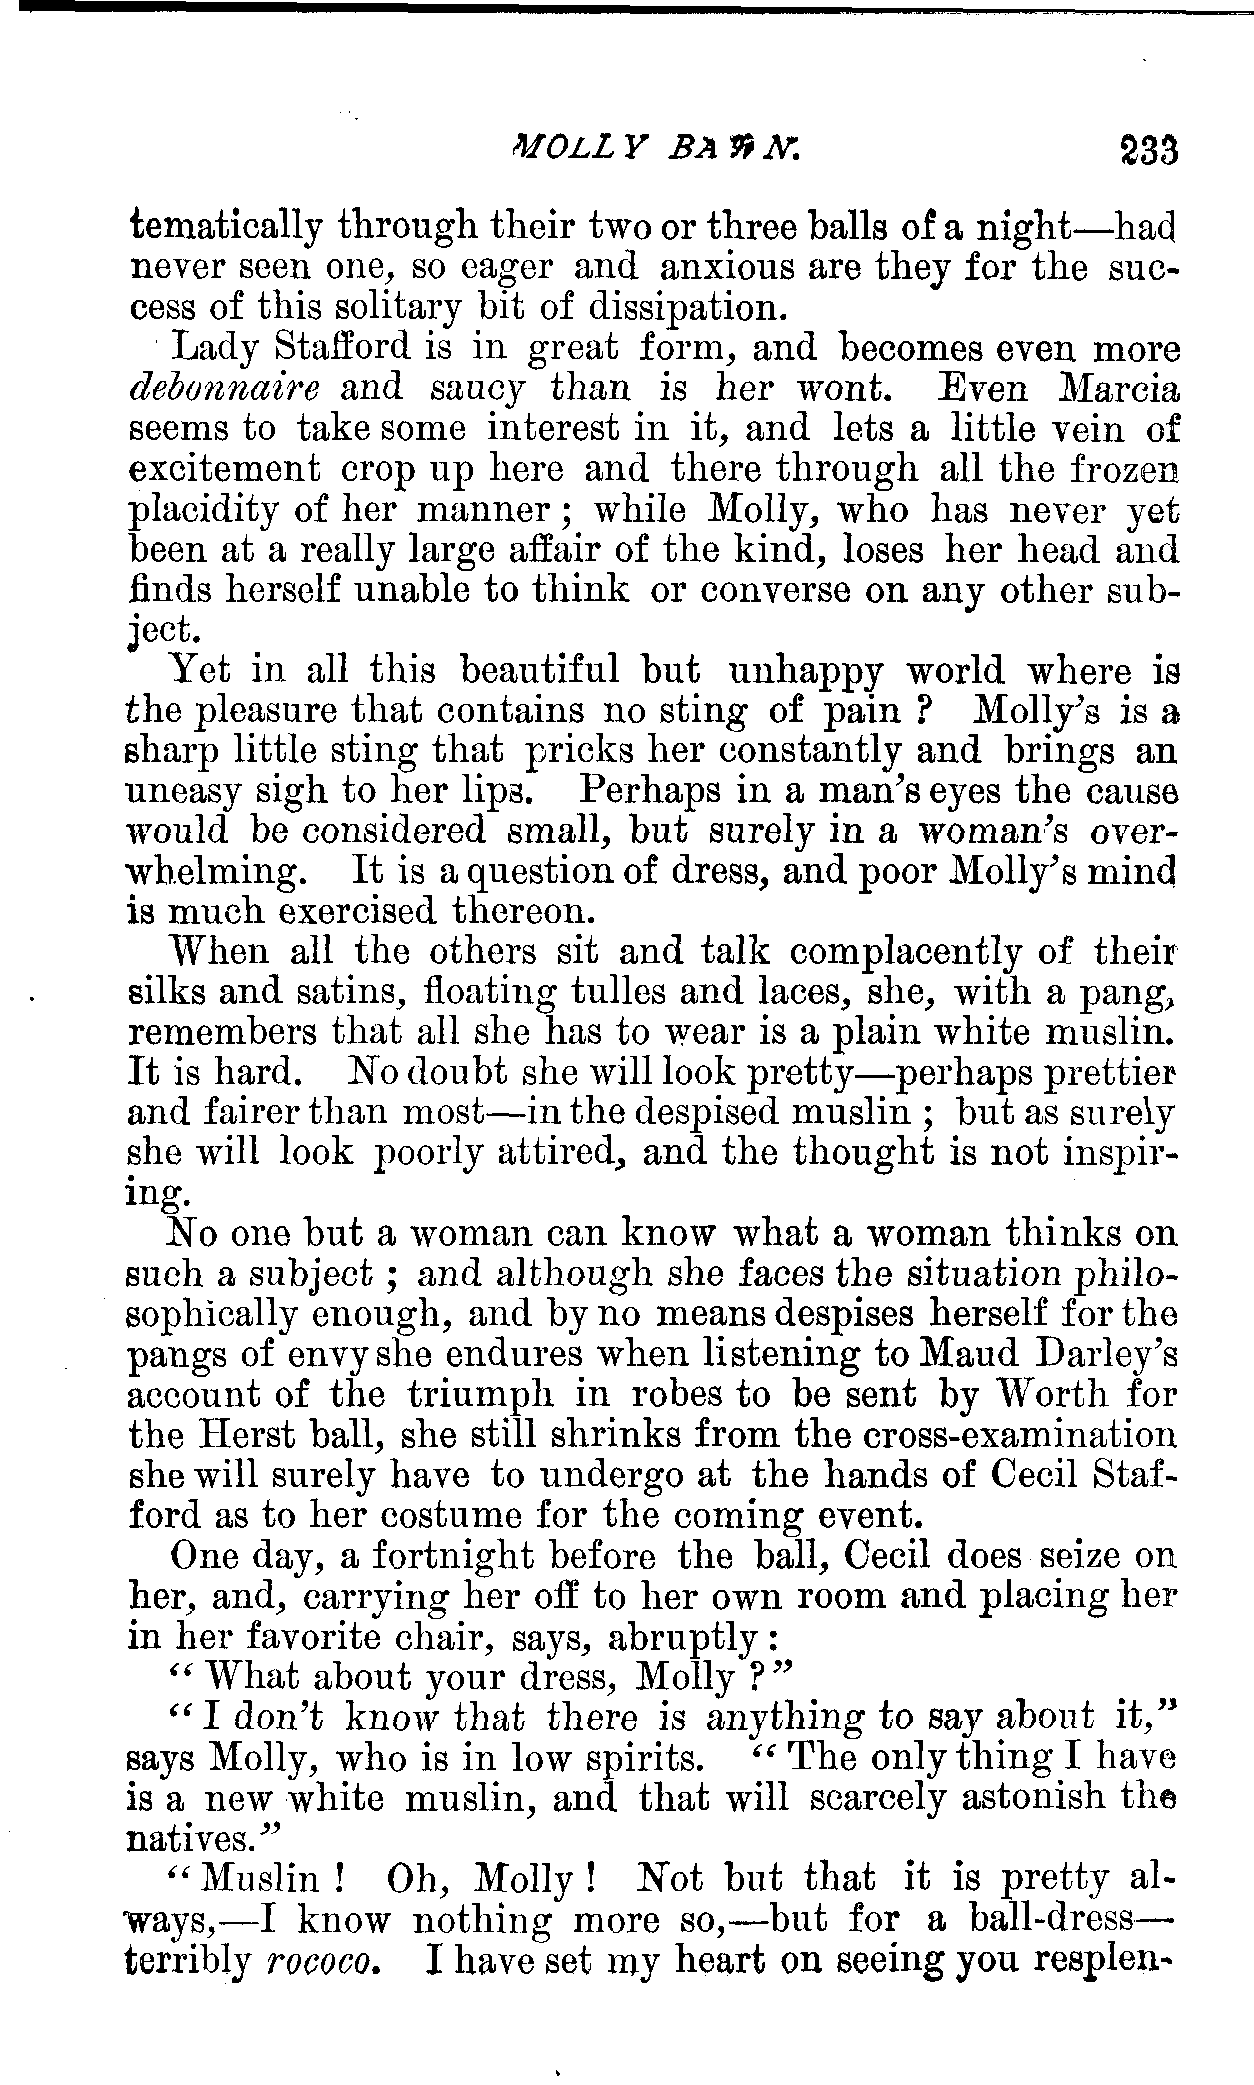 MOLLY BAWN. 233
tematically through their two or three balls of a night—had
never seen one, so eager and anxious are they for the suc-
cess of this solitary bit of dissipation.
Lady Stafford is in great form, and becomes even more
debonnaire and saucy than is her wont. Even Marcia
seems to take some interest in it, and lets a little vein of
excitement crop up here and there through all the frozen
placidity of her manner ; while Molly, who has never yet
been at a really large affair of the kind, loses her head and
finds herself unable to think or converse on any other sub-
ject.
Yet in all this beautiful but unhappy world where is
the pleasure that contains no sting of pain ? Molly's is a
sharp little sting that pricks her constantly and brings an
uneasy sigh to her lips. Perhaps in a man's eyes the cause
would be considered small, but surely in a woman's over-
whelming. It is a question of dress, and poor Molly's mind
is much exercised thereon.
When all the others sit and talk complacently of their
silks and satins, floating tulles and laces, she, with a pang,
remembers that all she has to wear is a plain white muslin.
It is hard. No doubt she will look pretty—perhaps prettier
and fairer than most—in the despised muslin ; but as surely
she will look poorly attired, and the thought is not inspir-
ing.
No one but a woman can know what a woman thinks on
such a subject ; and although she faces the situation philo-
sophically enough, and by no means despises herself for the
pangs of envy she endures when listening to Maud Darley's
account of the triumph in robes to be sent by Worth for
the Herst ball, she still shrinks from the cross-examination
she will surely have to undergo at the hands of Cecil Staf-
ford as to her costume for the coming event.
One day, a fortnight before the ball, Cecil does seize on
her, and, carrying her off to her own room and placing her
in her favorite chair, says, abruptly :
“ What about your dress, Molly ?”
“ I don't know that there is anything to say about it,”
says Molly, who is in low spirits. “ The only thing I have
is a new white muslin, and that will scarcely astonish the
natives.”
“ Muslin ! Oh, Molly ! Not but that it is pretty al-
ways,—I know nothing more so,—but for a ball-dress—
terribly rococo. I have set my heart on seeing you resplen-